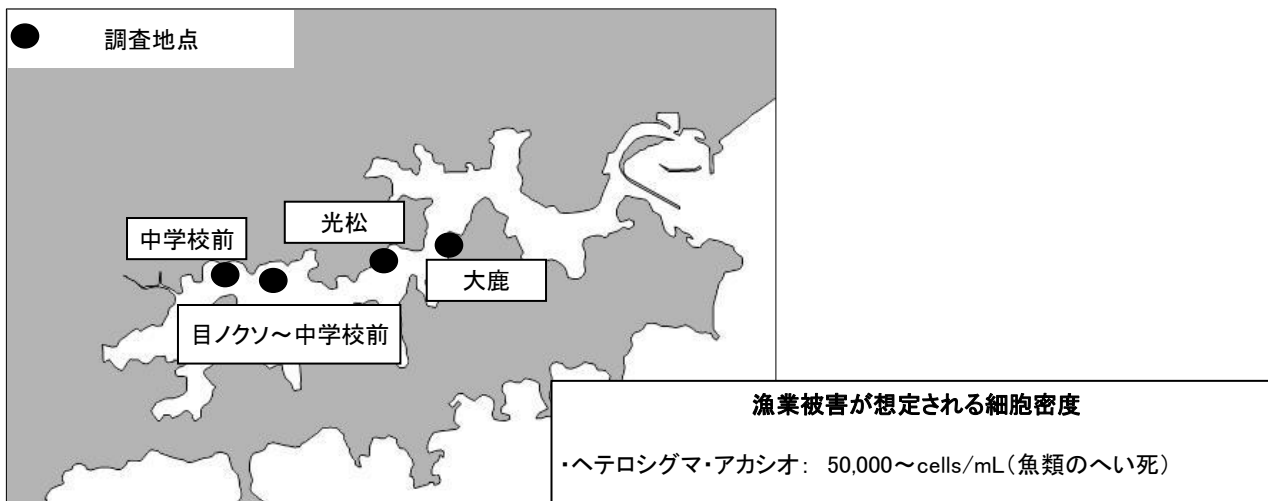 調査地点
光松
中学校前
大鹿
目ノクソ～中学校前
漁業被害が想定される細胞密度
・ヘテロシグマ・アカシオ： 50,000～cells/mL(魚類のへい死)